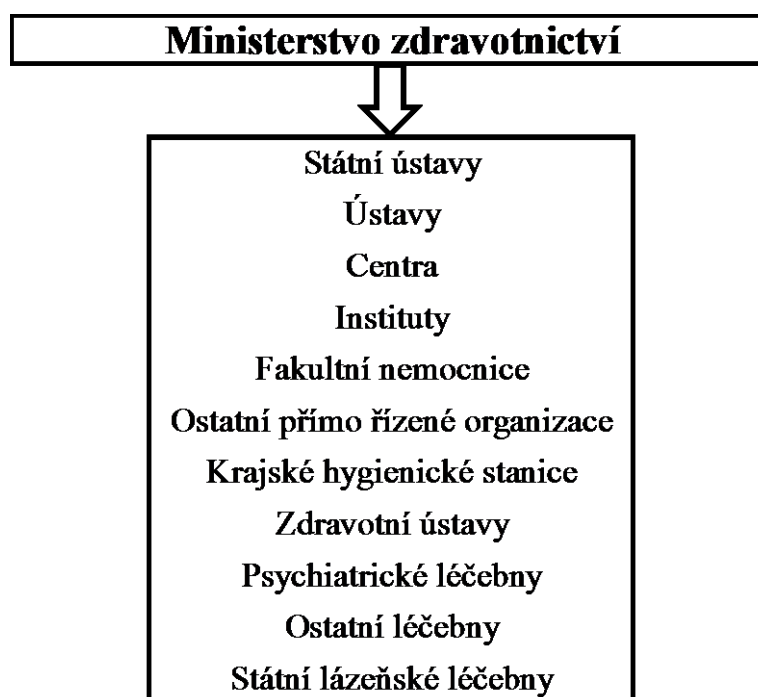 Ministerstvo zdravotnictví
Státní ústavy
Ústavy
Centra
Instituty
Fakultní nemocnice
Ostatní přímo řízené organizace
Krajské hygienické stanice
Zdravotní ústavy
Psychiatrické léčebny
Ostatní léčebny
Státní lázeňské léčebny